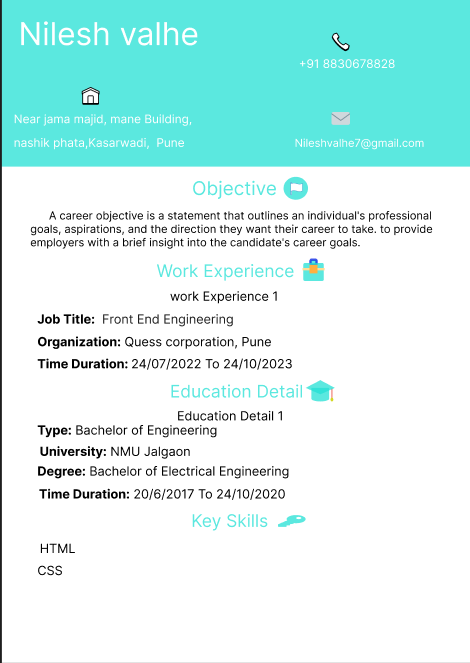 Nilesh valhe
+91 8830678828
Near jama majid, mane Building,
nashik phata,Kasarwadi, Pune
Nileshvalhe7@gmail.com
Objective
A career objective is a statement that outlines an individual's professional
goals, aspirations, and the direction they want their career to take. to provide
employers with a brief insight into the candidate's career goals.
Work Experience
work Experience 1
Job Title: Front End Engineering
Organization: Quess corporation, Pune
Time Duration: 24/07/2022 To 24/10/2023
Education Detail
Education Detail 1
Type: Bachelor of Engineering
University: NMU Jalgaon
Degree: Bachelor of Electrical Engineering
Time Duration: 20/6/2017 To 24/10/2020
Key Skills
HTML
CSS